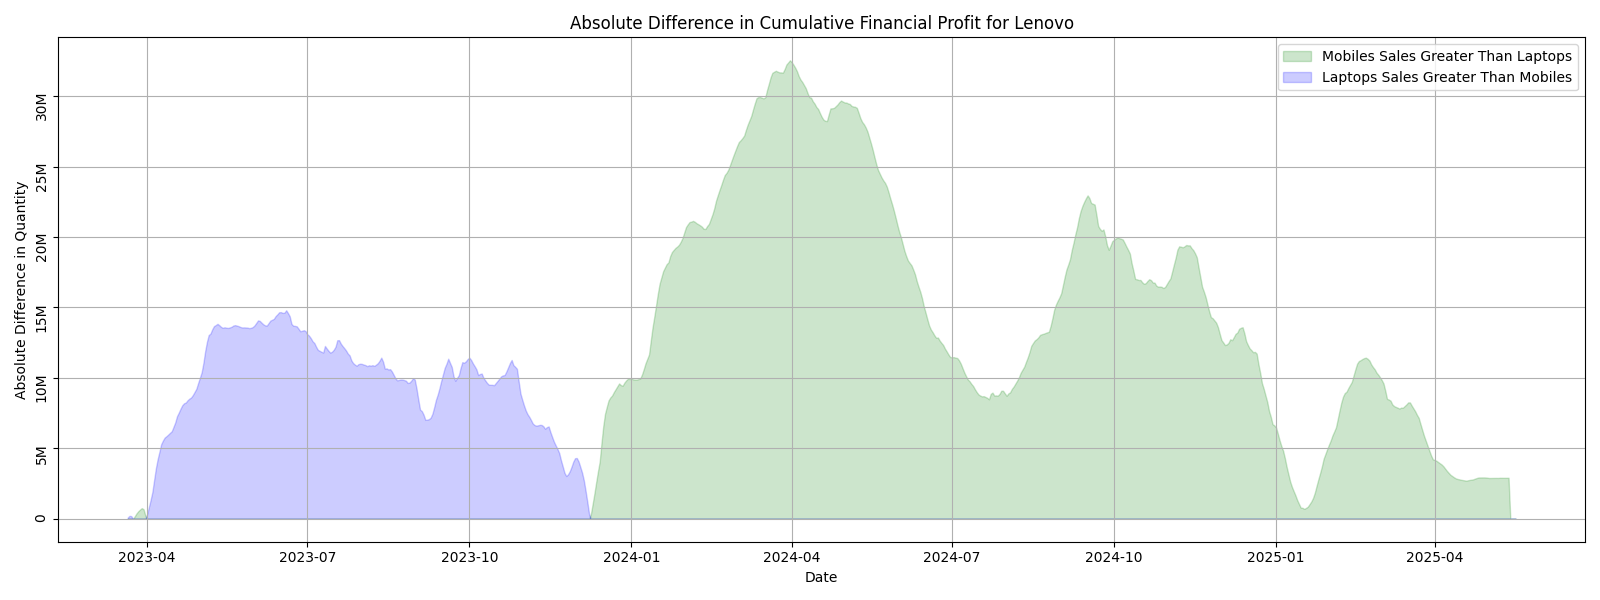 Absolute Difference in Cumulative Financial Profit for Lenovo
Mobiles Sales Greater Than Laptops
Laptops Sales Greater Than Mobiles
Absolute Difference in Quantity
30M
25M
20M
15M
10M
5M
0
2023-04
2023-07
2023-10
2024-01
2024-04
2024-07
2024-10
2025-01
2025-04
Date